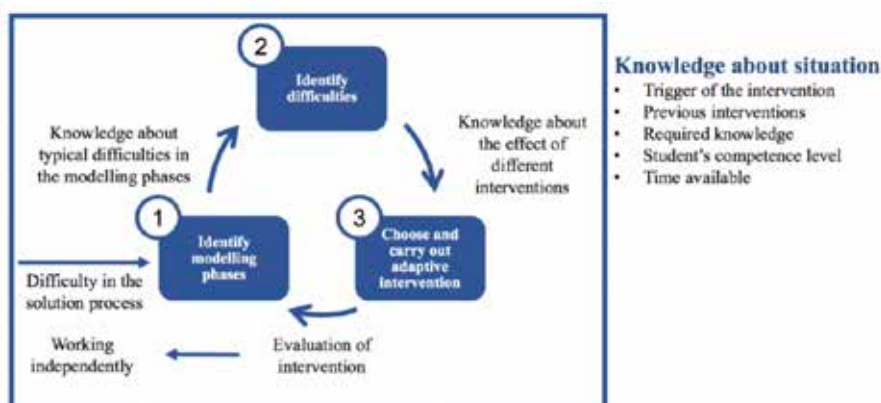 2
Identify
difficulties
Knowledge about
typical difficulties in
the modelling phases
Knowledge about
the effect of
different
interventions
1
Identify
modelling
phases
3
Choose and
carry out
adaptive
intervention
Difficulty in the
solution process
Working
independently
Evaluation of
intervention
Knowledge about situation
• Trigger of the intervention
• Previous interventions
• Required knowledge
• Student's competence level
• Time available